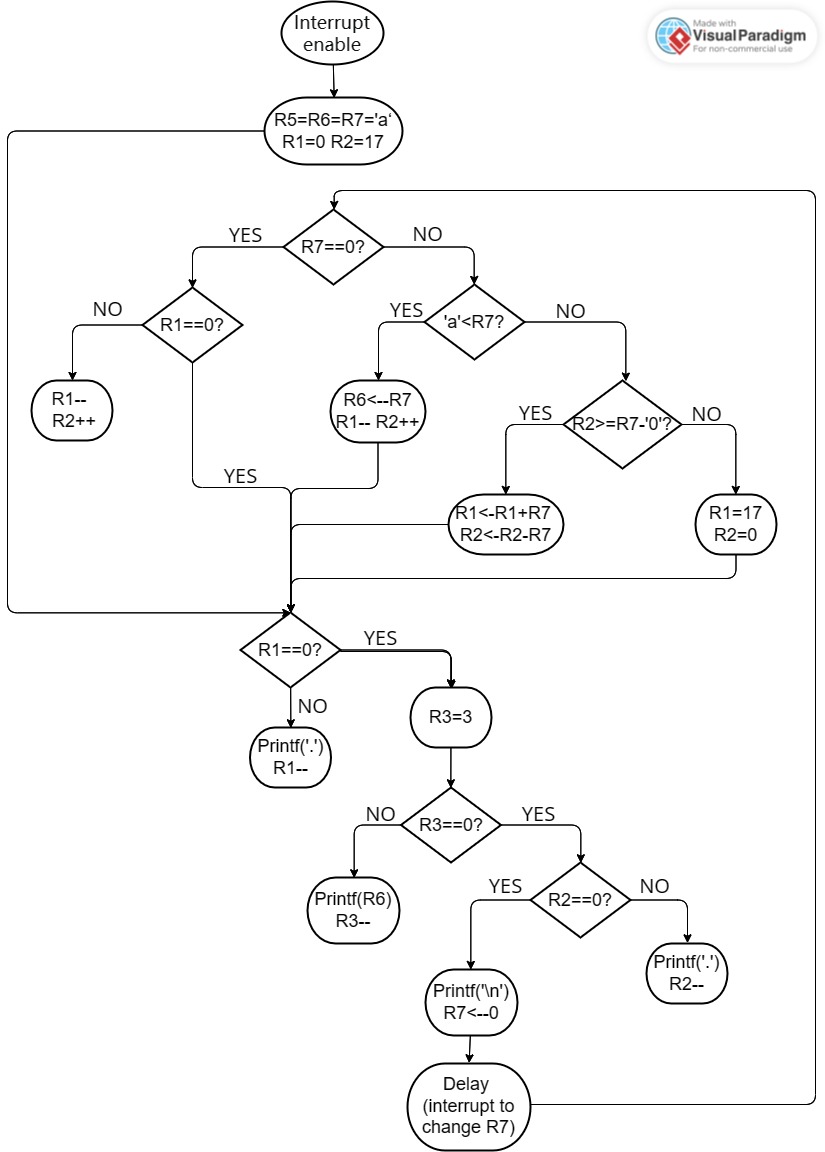 Interrupt
enable
Made with
Visual Paradigm
For non-commercial use
R5=R6=R7='a‘
R1=0 R2=17
YES
R7==0?
NO
NO
R1==0?
YES
'a'<R7?
NO
R1--
R2++
R6<--R7
R1-- R2++
YES
R2>=R7-'0'?
NO
YES
R1<-R1+R7
R2<-R2-R7
R1=17
R2=0
R1==0?
YES
NO
R3=3
Printf('.')
R1--
NO
R3==0?
YES
Printf(R6)
R3--
YES
R2==0?
NO
Printf('.')
R2--
Printf('\n')
R7<--0
Delay
(interrupt to
change R7)